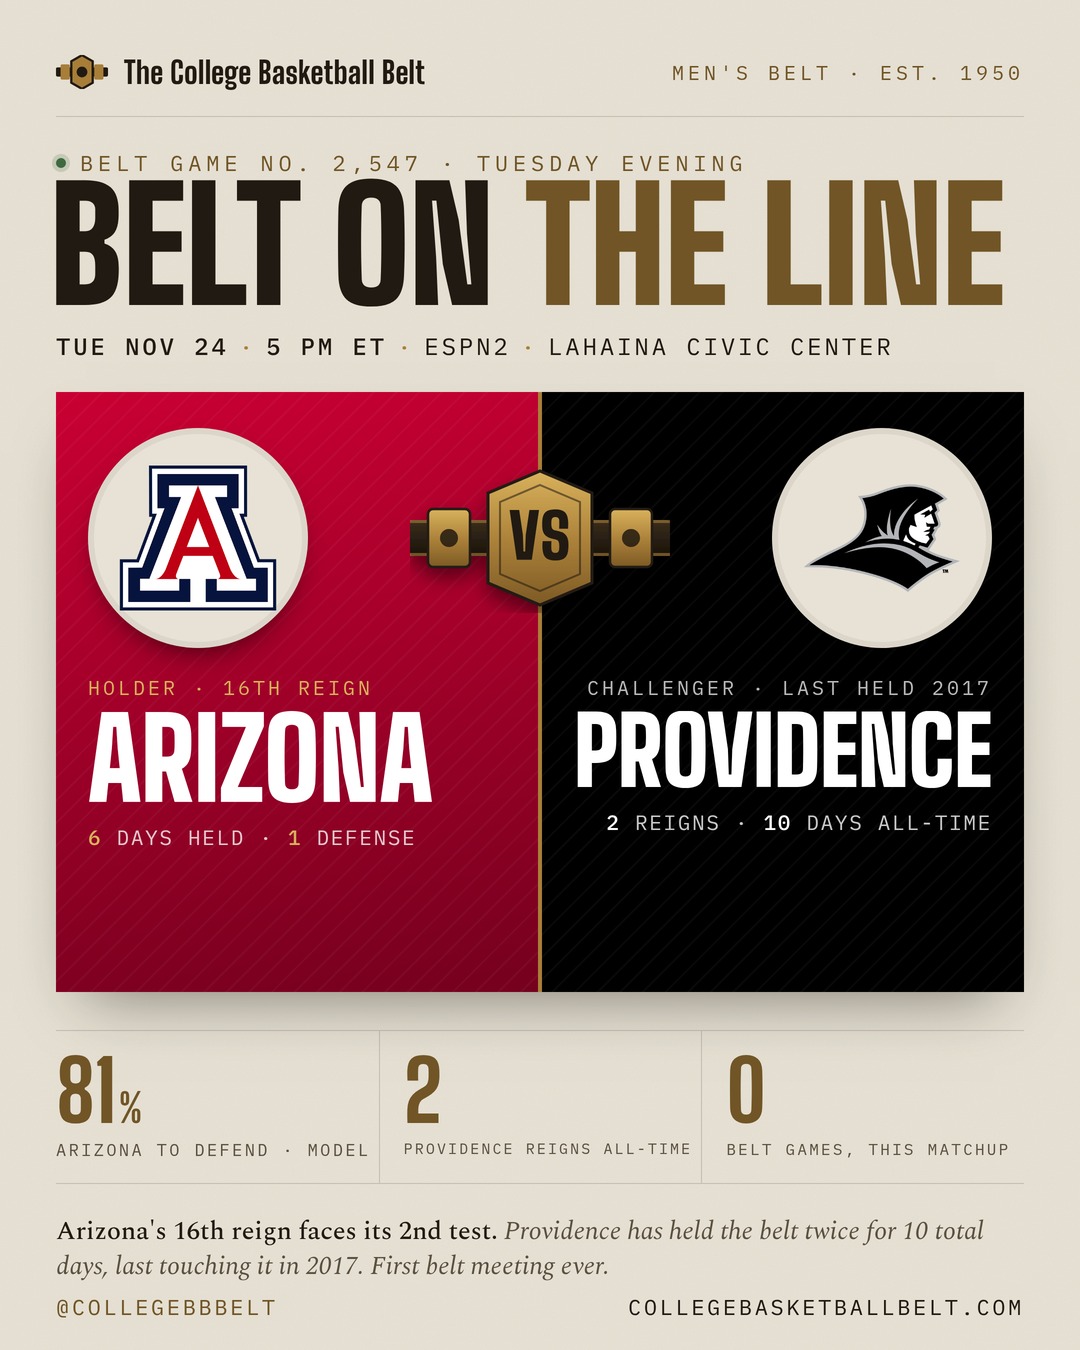 The College Basketball Belt
MEN'S BELT · EST. 1950
BELT GAME NO. 2,547 · TUESDAY EVENING
BELT ON THE LINE
TUE NOV 24 · 5 PM ET · ESPN2 · LAHAINA CIVIC CENTER
A
VS
TM
HOLDER · 16TH REIGN
ARIZONA
6 DAYS HELD · 1 DEFENSE
CHALLENGER · LAST HELD 2017
PROVIDENCE
2 REIGNS · 10 DAYS ALL-TIME
81%
ARIZONA TO DEFEND · MODEL
2
PROVIDENCE REIGNS ALL-TIME
0
BELT GAMES, THIS MATCHUP
Arizona's 16th reign faces its 2nd test. Providence has held the belt twice for 10 total
days, last touching it in 2017. First belt meeting ever.
@COLLEGEBBBELT
COLLEGEBASKETBALLBELT.COM